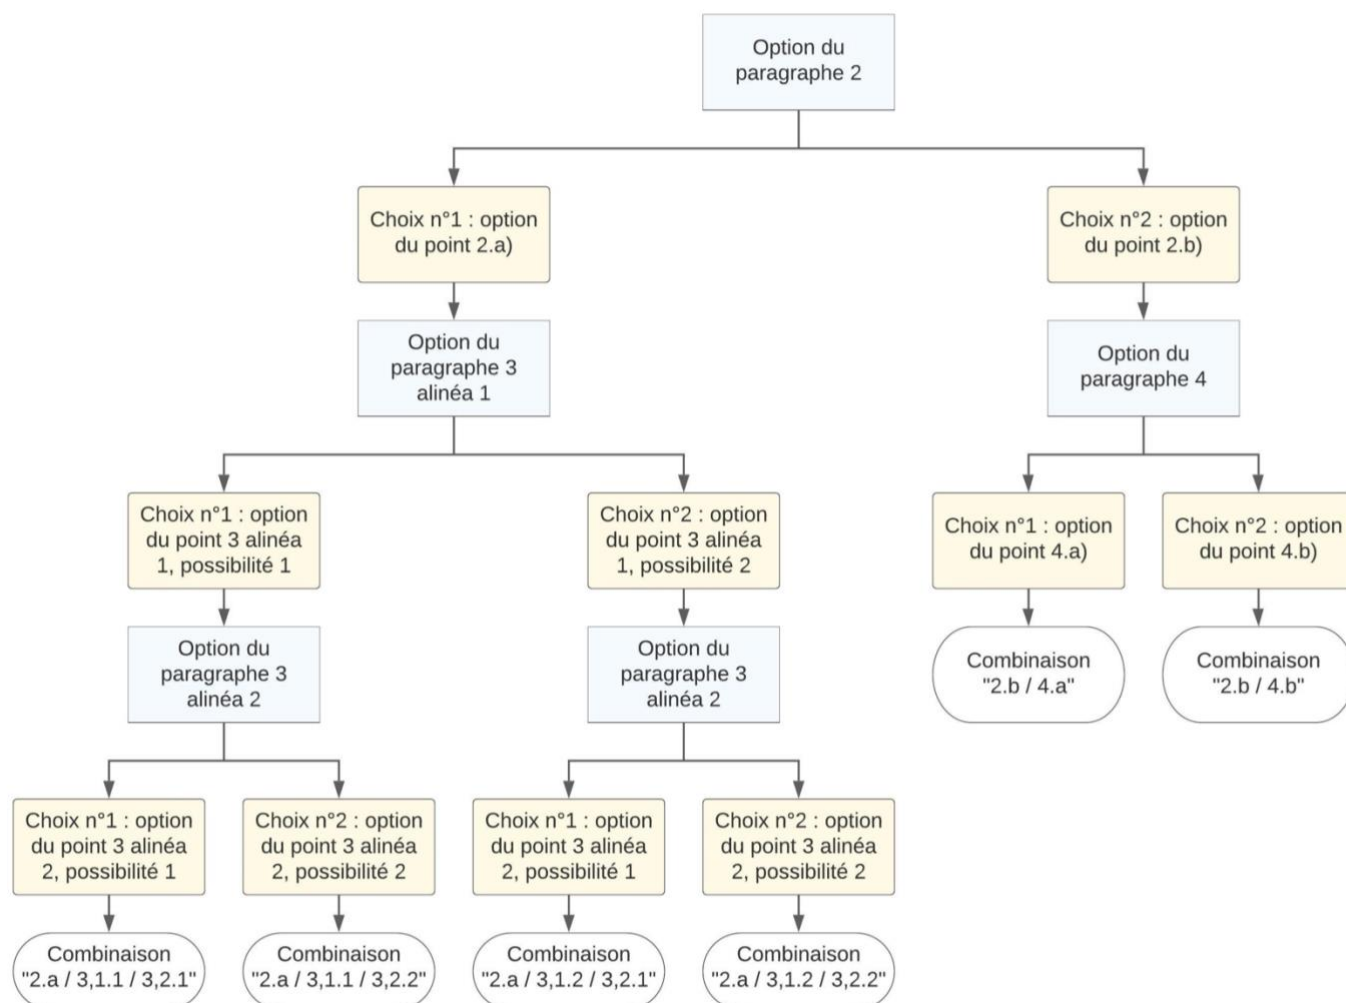 Option du
paragraphe 2
Choix n°1 : option
du point 2.a)
Choix n°2 : option
du point 2.b)
Option du
paragraphe 3
alinéa 1
Option du
paragraphe 4
Choix n°1 : option
du point 3 alinéa
1, possibilité 1
Choix n°2 : option
du point 3 alinéa
1, possibilité 2
Choix n°1 : option
du point 4.a)
Choix n°2 : option
du point 4.b)
Option du
paragraphe 3
alinéa 2
Option du
paragraphe 3
alinéa 2
Combinaison
"2.b / 4.a"
Combinaison
"2.b / 4.b"
Choix n°1 : option
du point 3 alinéa
2, possibilité 1
Choix n°2 : option
du point 3 alinéa
2, possibilité 2
Choix n°1 : option
du point 3 alinéa
2, possibilité 1
Choix n°2 : option
du point 3 alinéa
2, possibilité 2
Combinaison
"2.a / 3,1.1 / 3,2.1"
Combinaison
"2.a / 3,1.1 / 3,2.2"
Combinaison
"2.a / 3,1.2 / 3,2.1"
Combinaison
"2.a / 3,1.2 / 3,2.2"